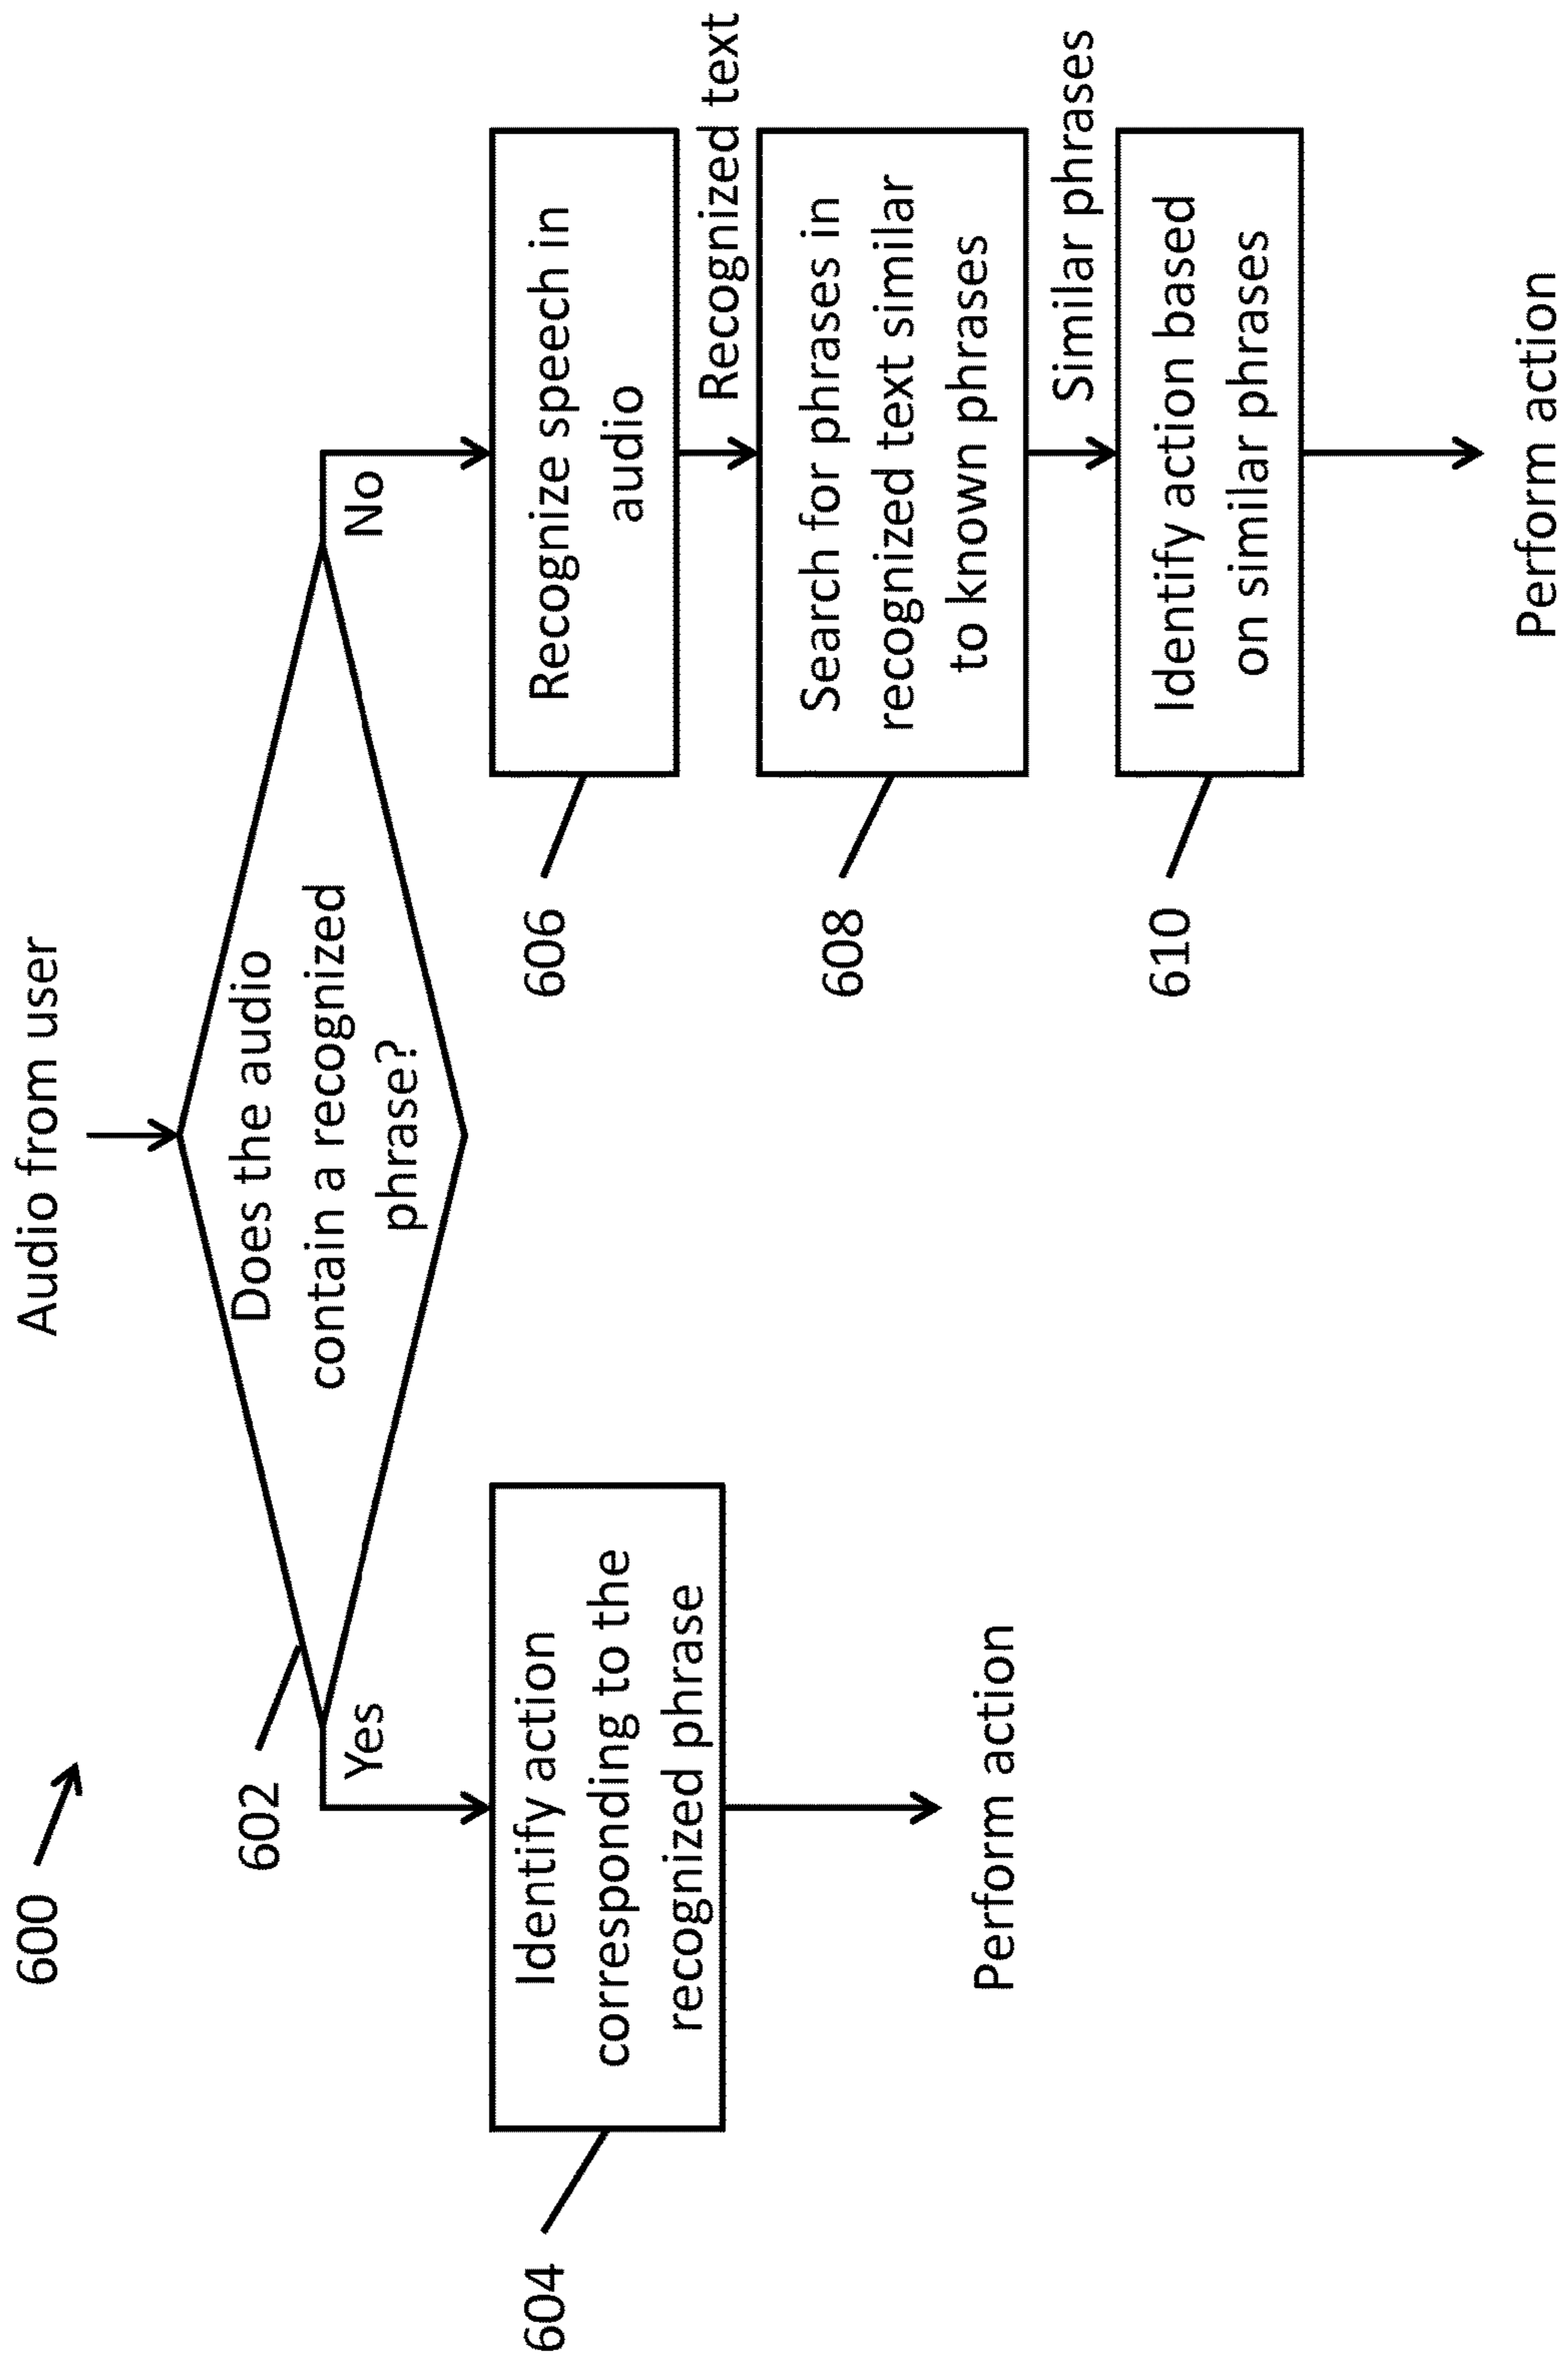 600
Audio from user
602
Does the audio
contain a recognized
phrase?
Yes
No
604
Identify action
corresponding to the
recognized phrase
Perform action
606
Recognize speech in
audio
Recognized text
608
Search for phrases in
recognized text similar
to known phrases
Similar phrases
610
Identify action based
on similar phrases
Perform action